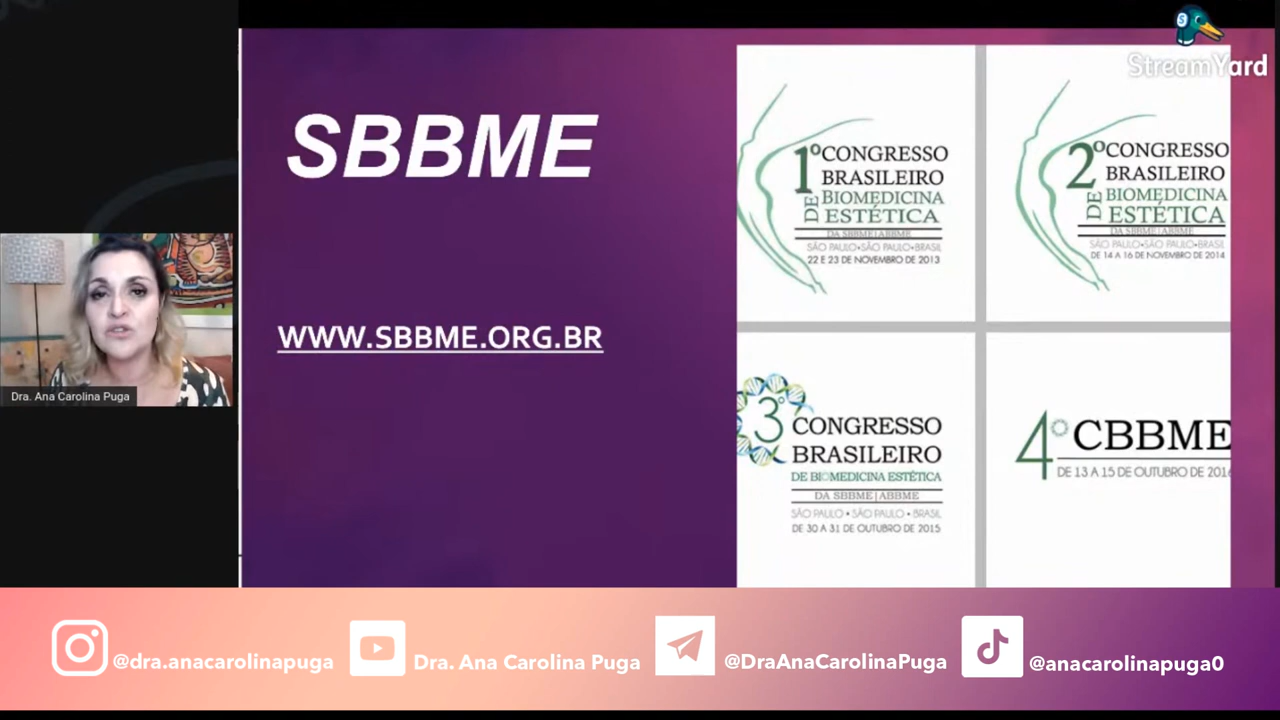 StreamYard
SBBME
WWW.SBBME.ORG.BR
1º CONGRESSO
BRASILEIRO
DE BIOMEDICINA
ESTÉTICA
DA SBBME|ABBME
SÃO PAULO•SÃO PAULO•BRASIL
22 E 23 DE NOVEMBRO DE 2013
2º CONGRESSO
BRASILEIRO
DE BIOMEDICINA
ESTÉTICA
DA SBBME|ABBME
SÃO PAULO•SÃO PAULO•BRASIL
DE 14 A 16 DE NOVEMBRO DE 2014
3º
CONGRESSO
BRASILEIRO
DE BIOMEDICINA ESTÉTICA
DA SBBME|ABBME
SÃO PAULO • SÃO PAULO • BRASIL
DE 30 A 31 DE OUTUBRO DE 2015
4º CBBME
DE 13 A 15 DE OUTUBRO DE 2016
Dra. Ana Carolina Puga
@dra.anacarolinapuga
Dra. Ana Carolina Puga
@DraAnaCarolinaPuga
@anacarolinapuga0